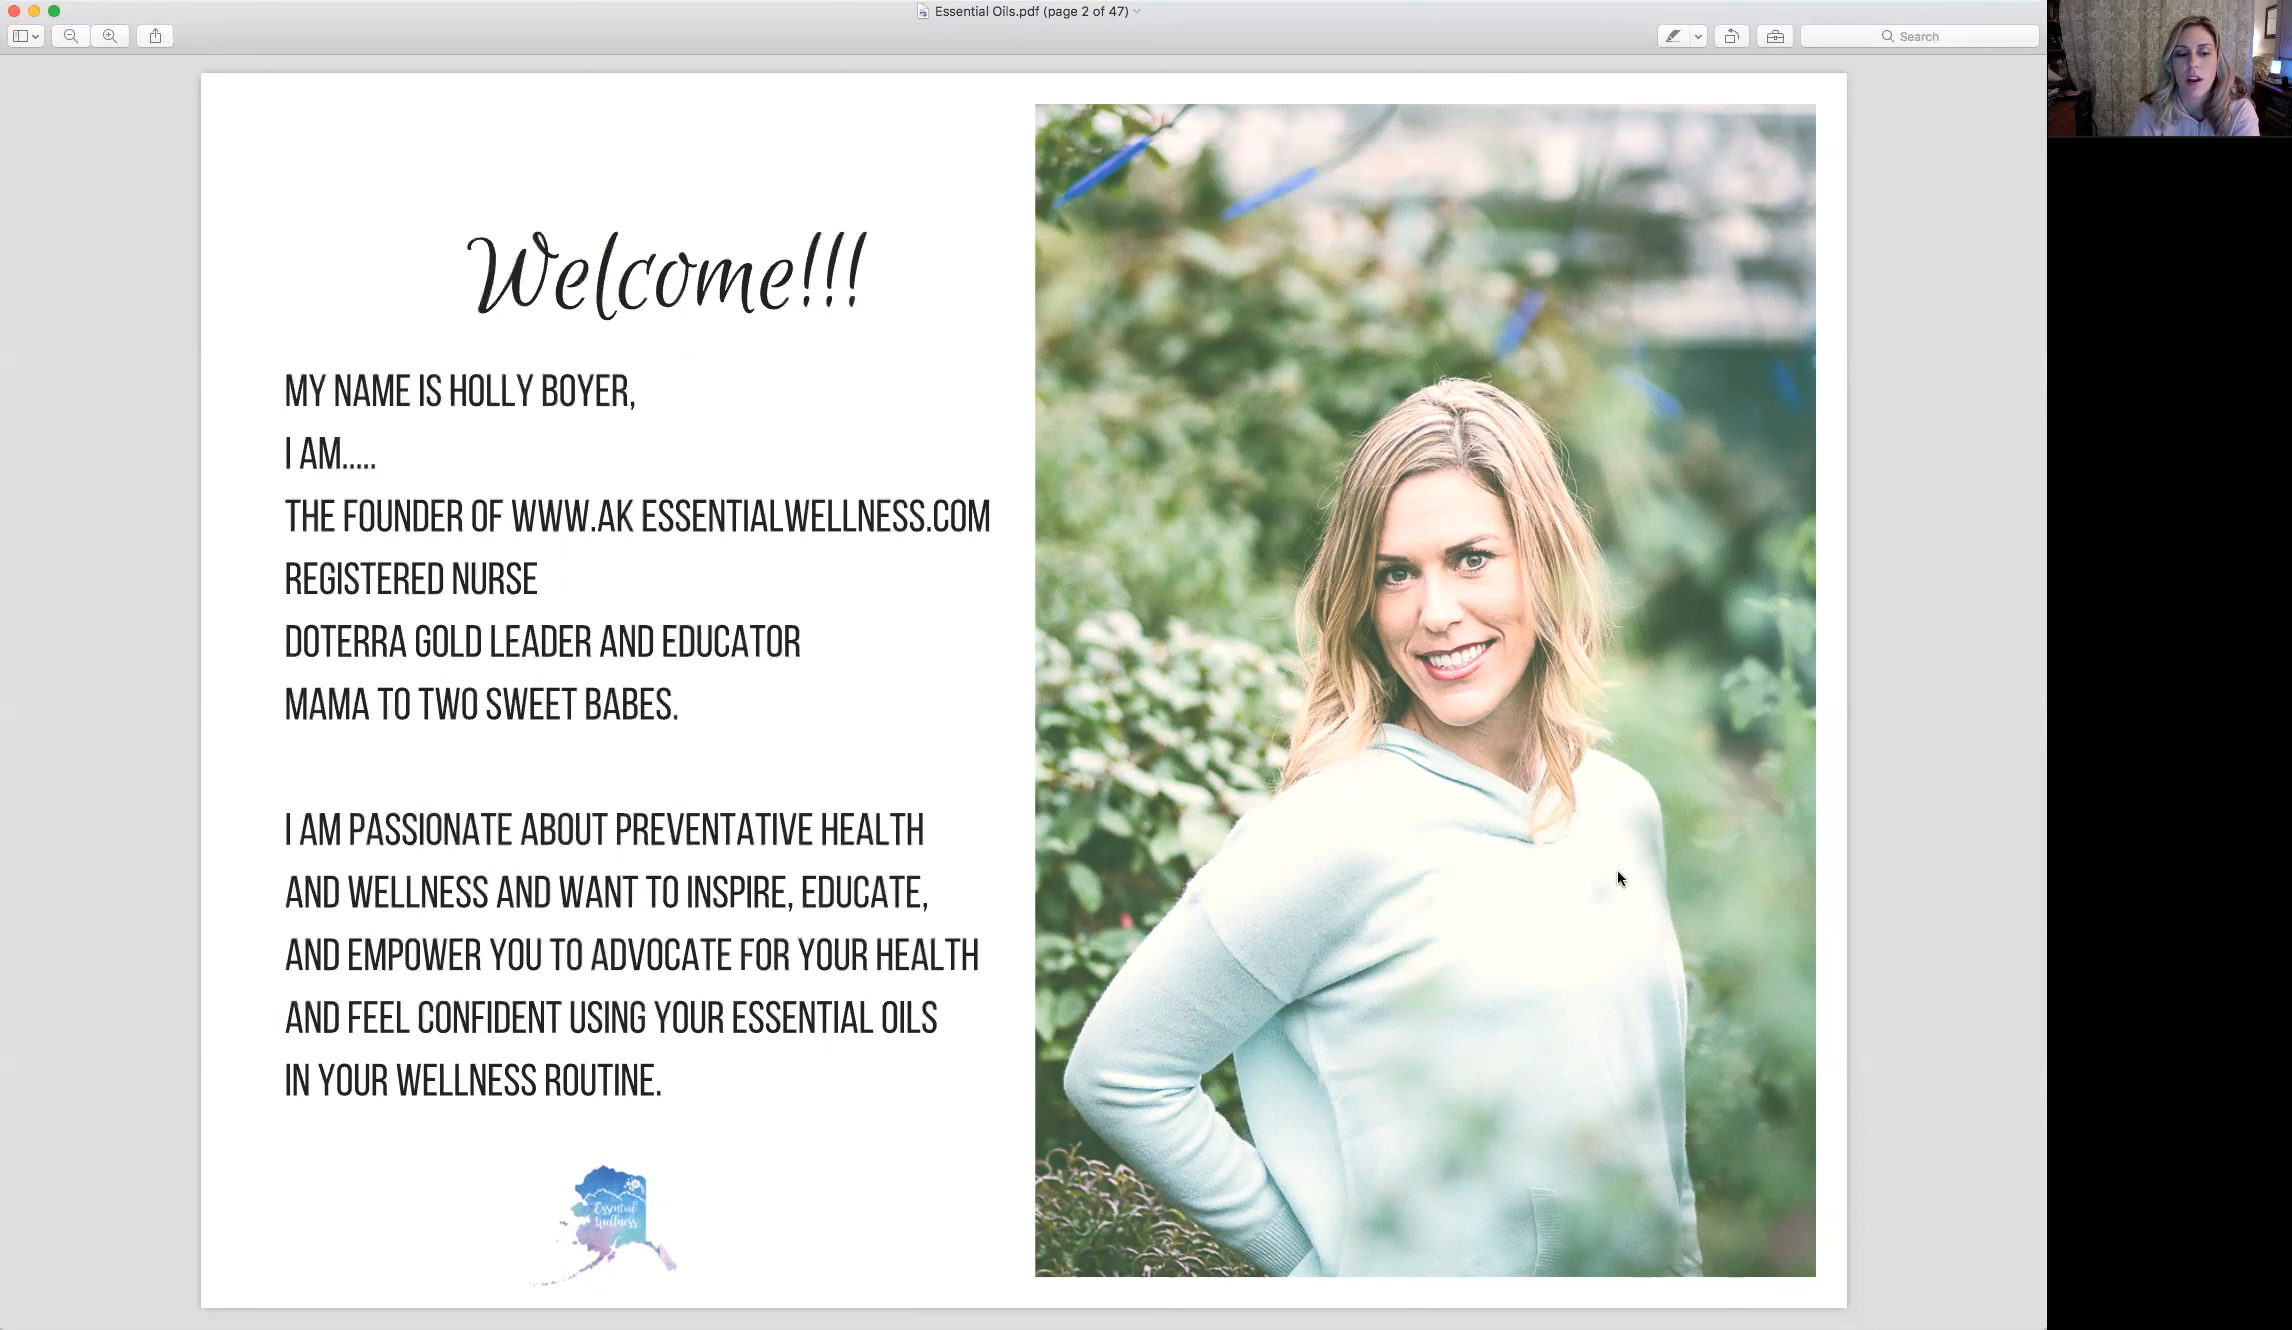 Essential Oils.pdf (page 2 of 47)
Search
Welcome!!!
MY NAME IS HOLLY BOYER,
I AM.....
THE FOUNDER OF WWW.AK ESSENTIALWELLNESS.COM
REGISTERED NURSE
DOTERRA GOLD LEADER AND EDUCATOR
MAMA TO TWO SWEET BABES.
I AM PASSIONATE ABOUT PREVENTATIVE HEALTH
AND WELLNESS AND WANT TO INSPIRE, EDUCATE,
AND EMPOWER YOU TO ADVOCATE FOR YOUR HEALTH
AND FEEL CONFIDENT USING YOUR ESSENTIAL OILS
IN YOUR WELLNESS ROUTINE.
Essential
Wellness